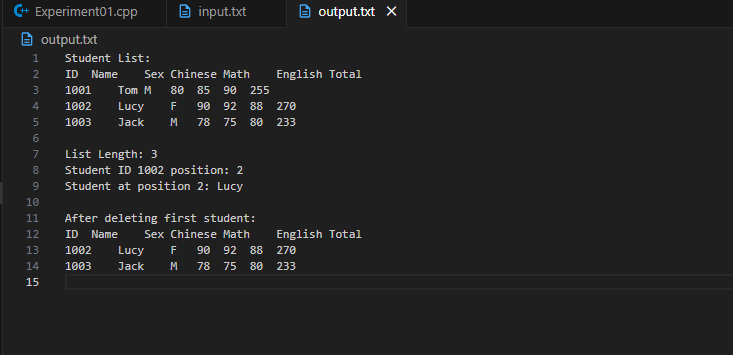 Experiment01.cpp input.txt output.txt
output.txt
1 Student List:
2 ID Name Sex Chinese Math English Total
3 1001 Tom M 80 85 90 255
4 1002 Lucy F 90 92 88 270
5 1003 Jack M 78 75 80 233
6
7 List Length: 3
8 Student ID 1002 position: 2
9 Student at position 2: Lucy
10
11 After deleting first student:
12 ID Name Sex Chinese Math English Total
13 1002 Lucy F 90 92 88 270
14 1003 Jack M 78 75 80 233
15